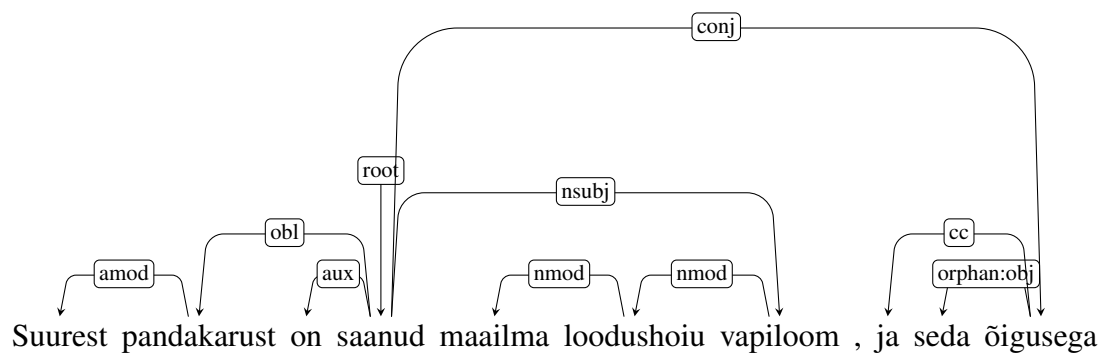 conj
root
nsubj
obl
cc
amod
aux
nmod
nmod
orphan:obj
Suurest pandakarust on saanud maailma loodushoiu vapiloom , ja seda õigusega